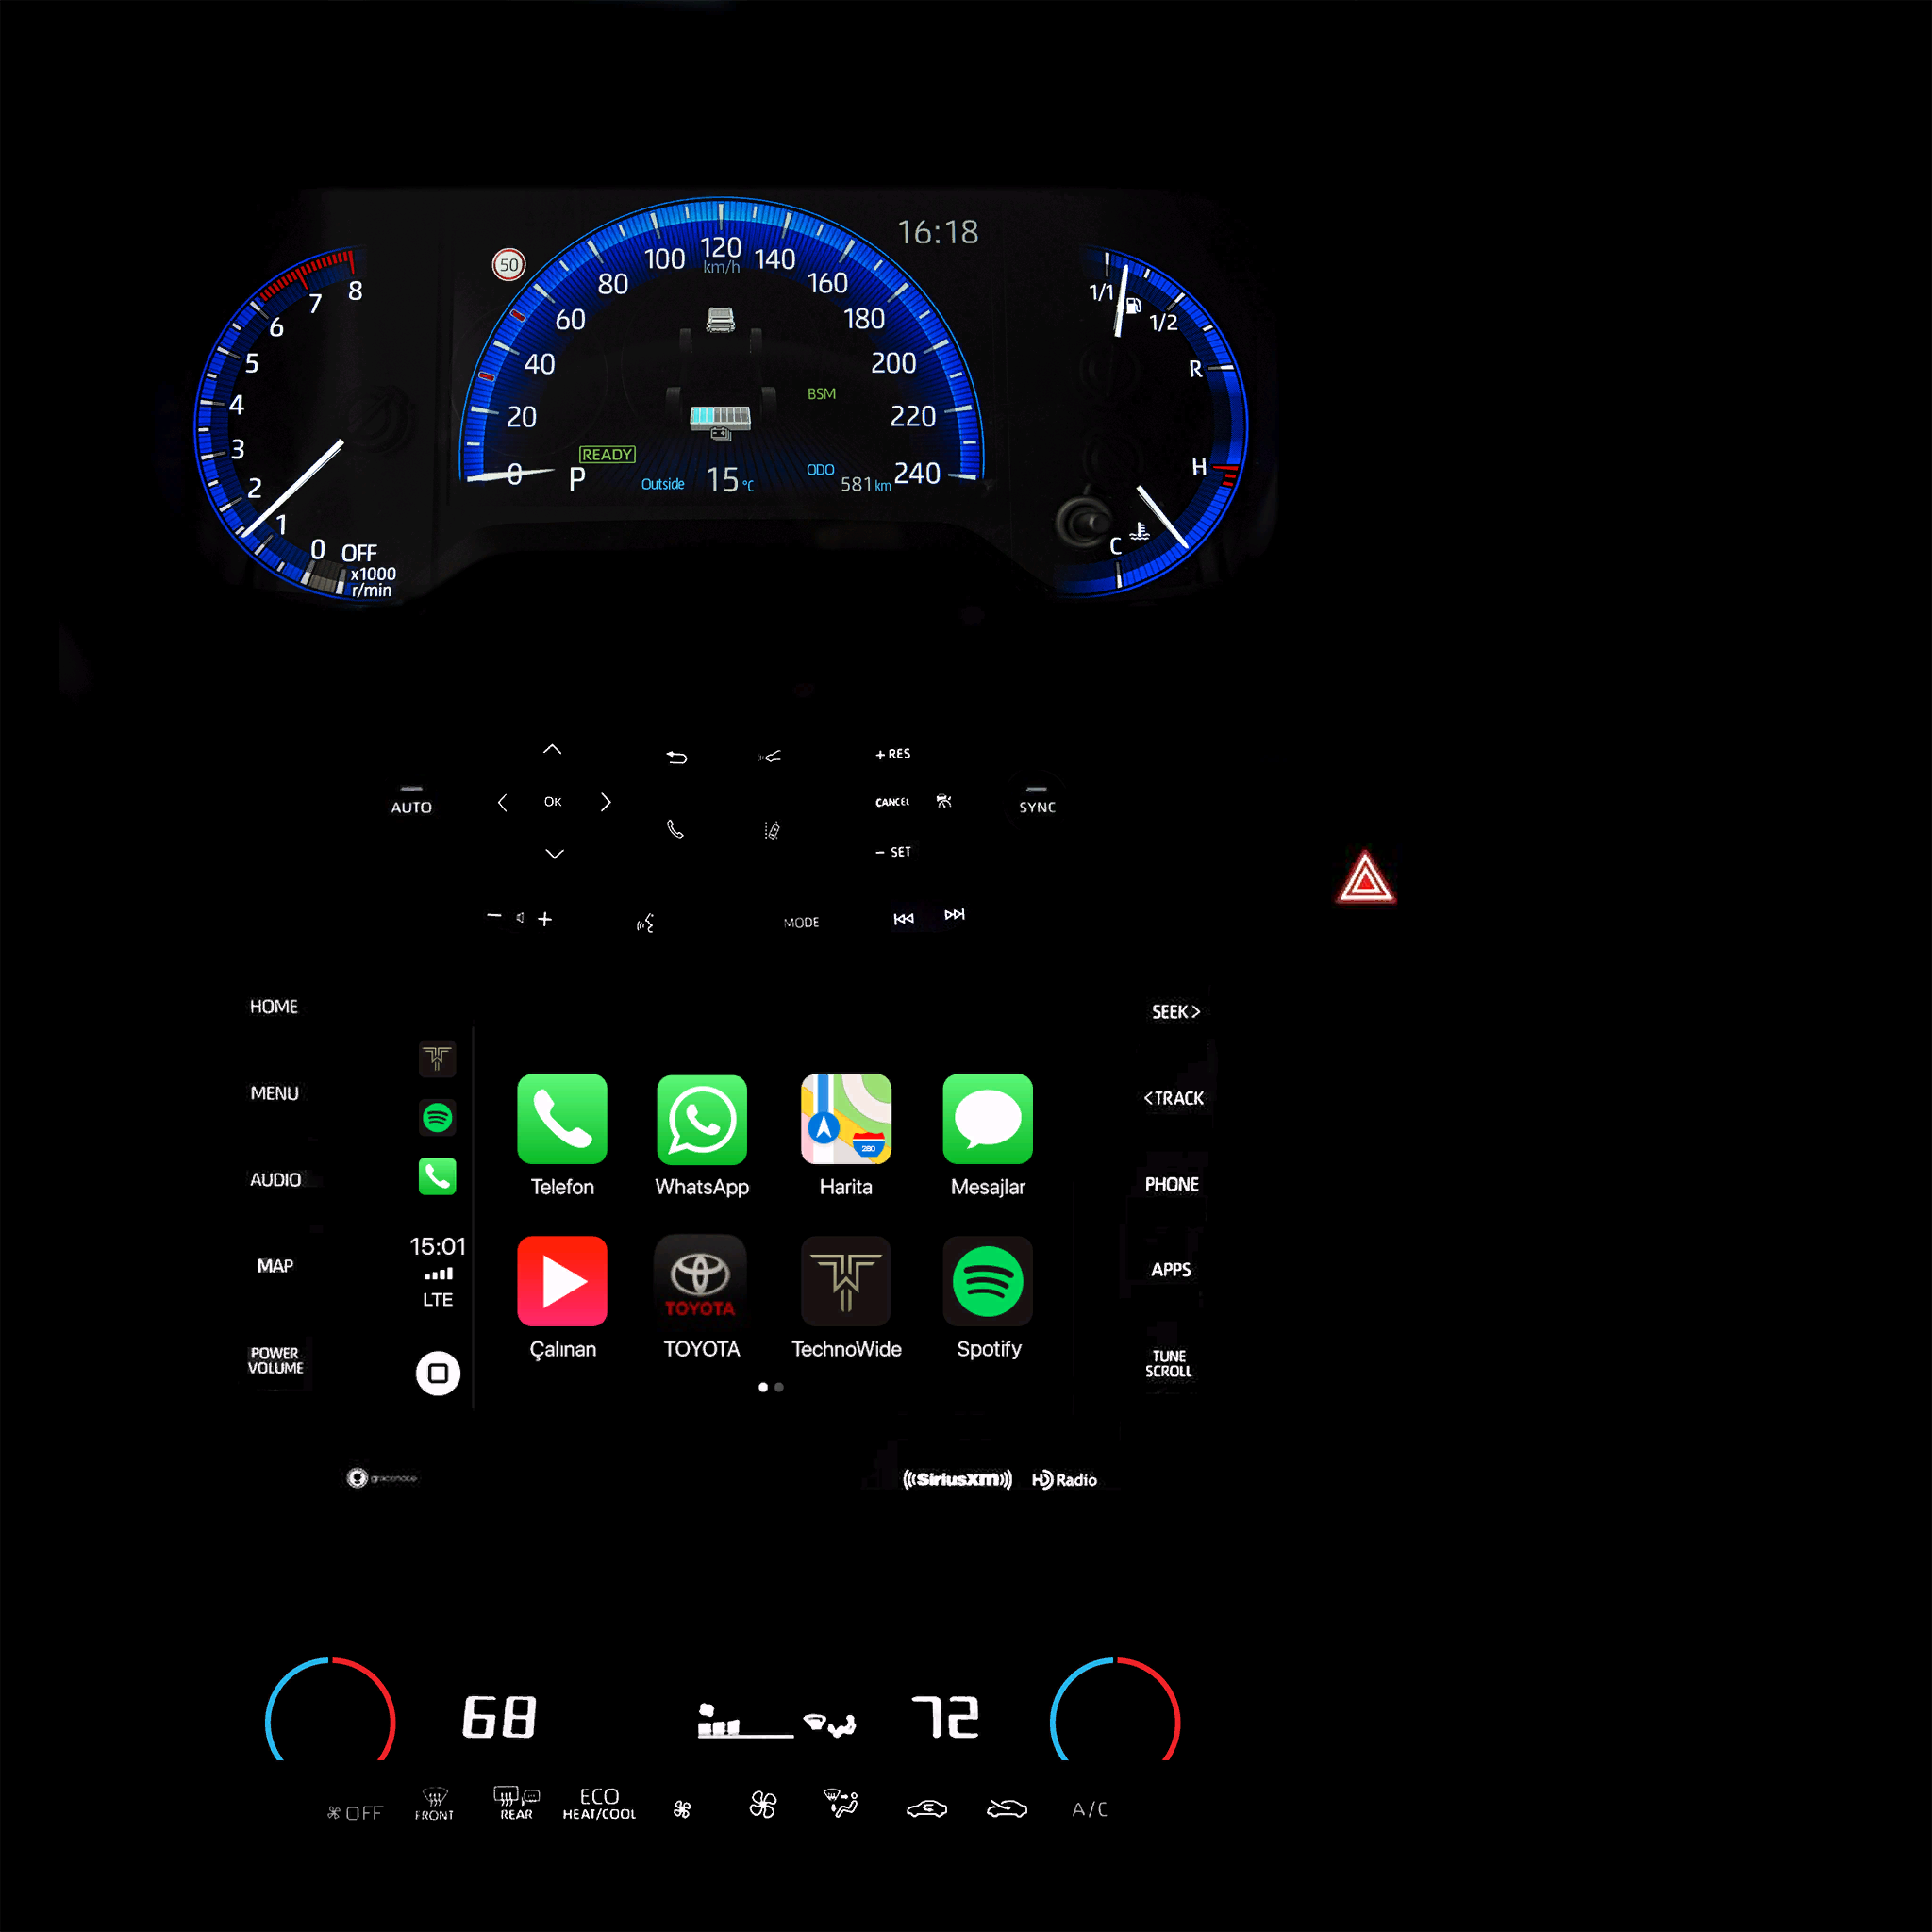 16:18
50
100
120
140
km/h
80
160
60
180
40
200
20
220
0
240
BSM
READY
P
Outside
15
°C
ODO
581 km
8
7
6
5
4
3
2
1
0
OFF
x1000
r/min
1/1
1/2
R
H
C
+ RES
AUTO
OK
CANCEL
SYNC
− SET
− +
MODE
HOME
SEEK >
MENU
< TRACK
AUDIO
PHONE
MAP
APPS
POWER
VOLUME
TUNE
SCROLL
280
Telefon
WhatsApp
Harita
Mesajlar
15:01
LTE
TOYOTA
Çalınan
TOYOTA
TechnoWide
Spotify
gracenote
((SiriusXM))
HD Radio
68
72
OFF
FRONT
REAR
ECO
HEAT/COOL
A/C